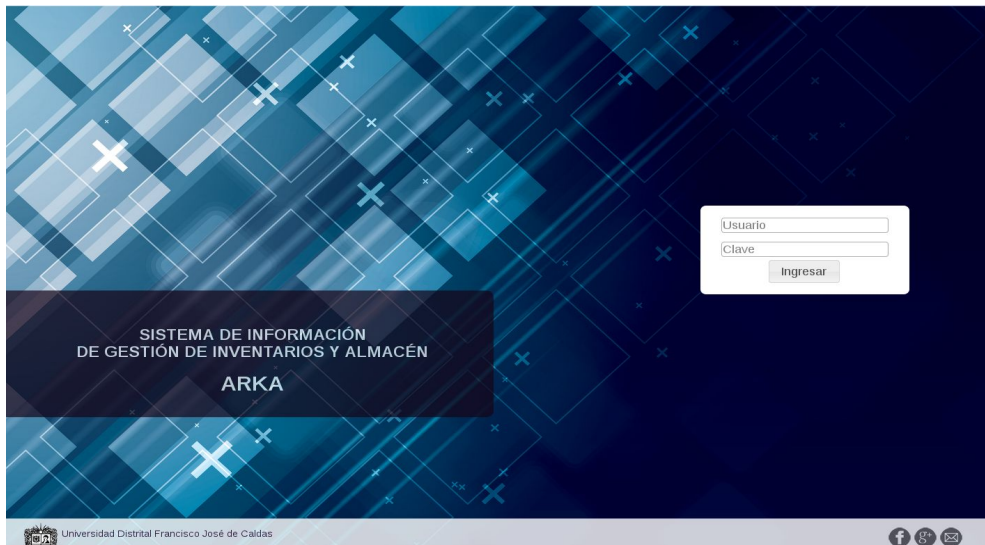 Usuario
Clave
Ingresar
SISTEMA DE INFORMACIÓN
DE GESTIÓN DE INVENTARIOS Y ALMACÉN
ARKA
Universidad Distrital Francisco José de Caldas
f g+